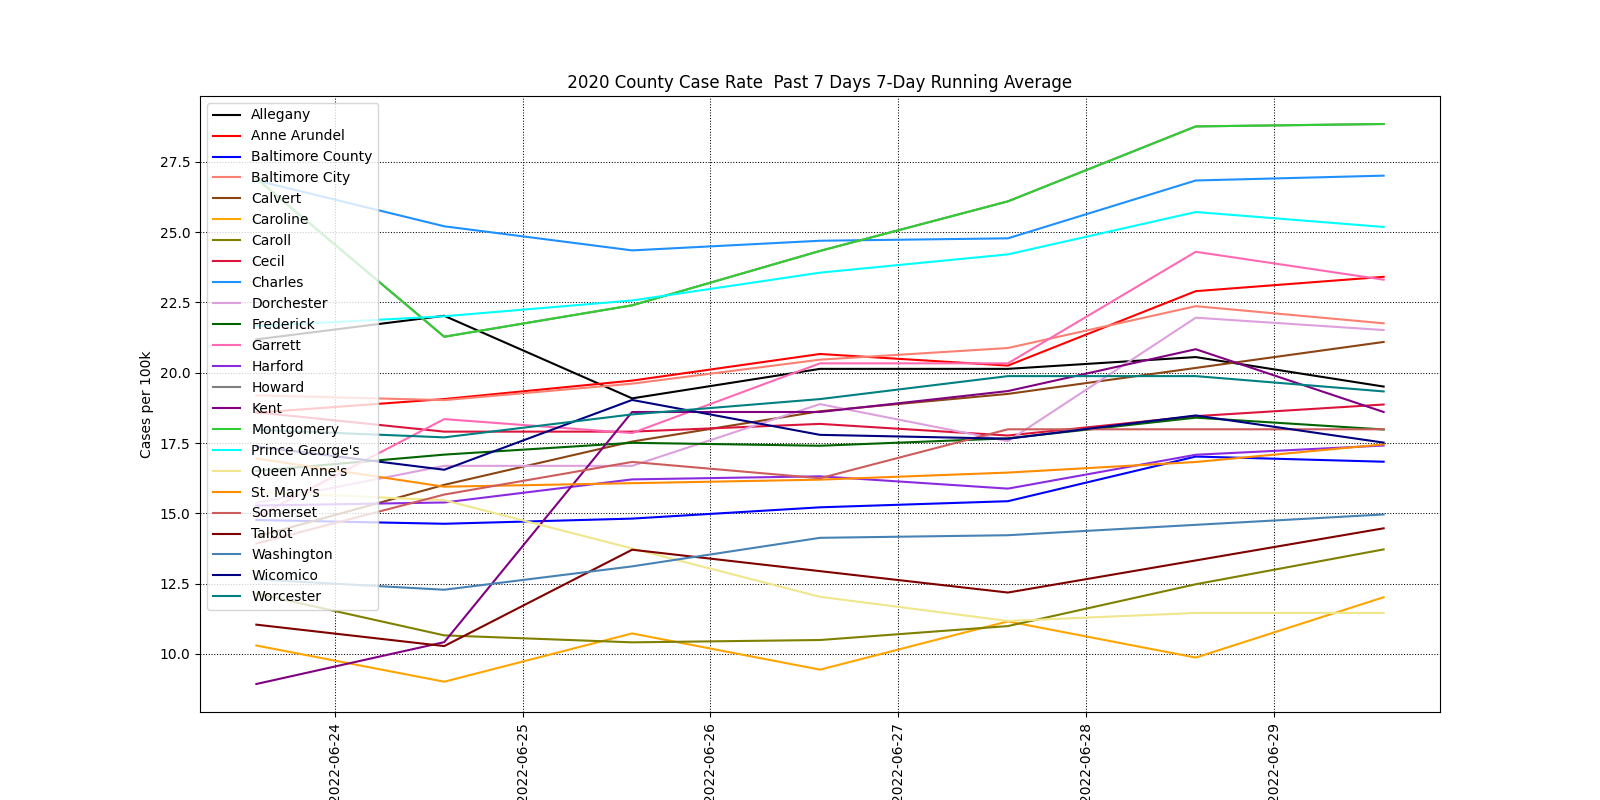 2020 County Case Rate  Past 7 Days 7-Day Running Average
Cases per 100k
27.5
25.0
22.5
20.0
17.5
15.0
12.5
10.0
Allegany
Anne Arundel
Baltimore County
Baltimore City
Calvert
Caroline
Caroll
Cecil
Charles
Dorchester
Frederick
Garrett
Harford
Howard
Kent
Montgomery
Prince George's
Queen Anne's
St. Mary's
Somerset
Talbot
Washington
Wicomico
Worcester
2022-06-24
2022-06-25
2022-06-26
2022-06-27
2022-06-28
2022-06-29